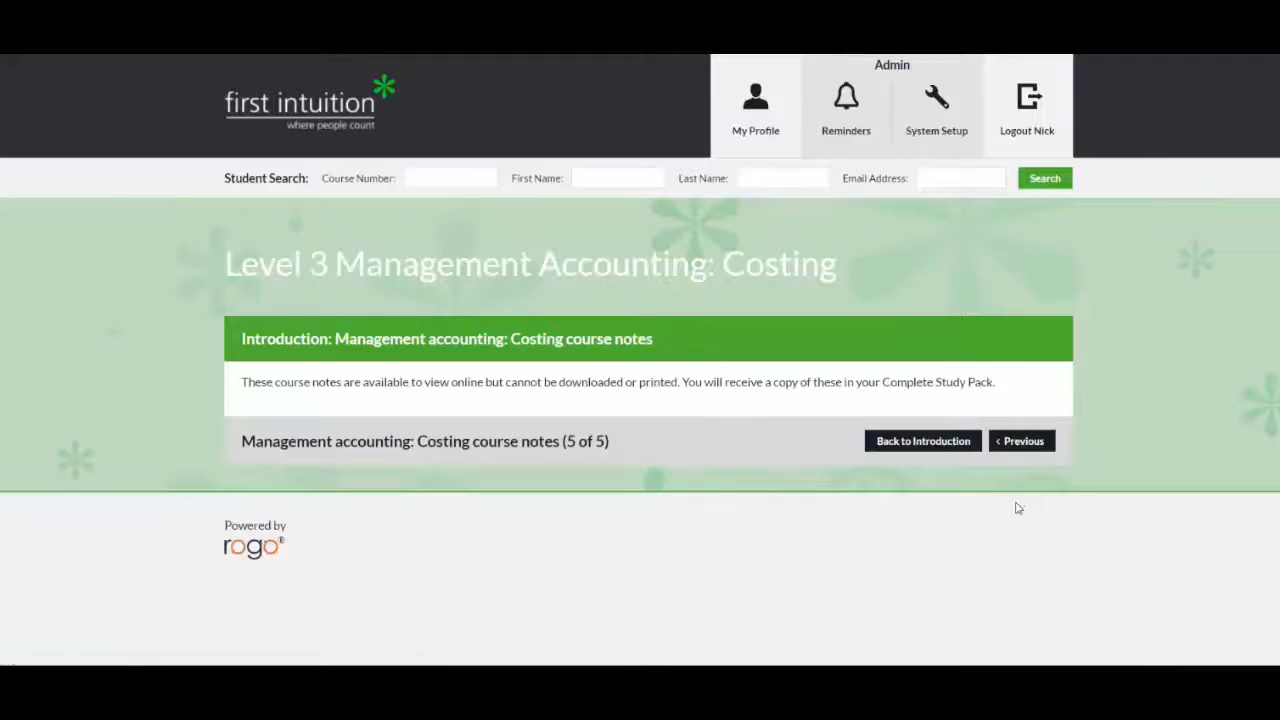 Admin
first intuition
where people count
My Profile
Reminders
System Setup
Logout Nick
Student Search:
Course Number:
First Name:
Last Name:
Email Address:
Search
Level 3 Management Accounting: Costing
Introduction: Management accounting: Costing course notes
These course notes are available to view online but cannot be downloaded or printed. You will receive a copy of these in your Complete Study Pack.
Management accounting: Costing course notes (5 of 5)
Back to Introduction
‹ Previous
Powered by
rogo®